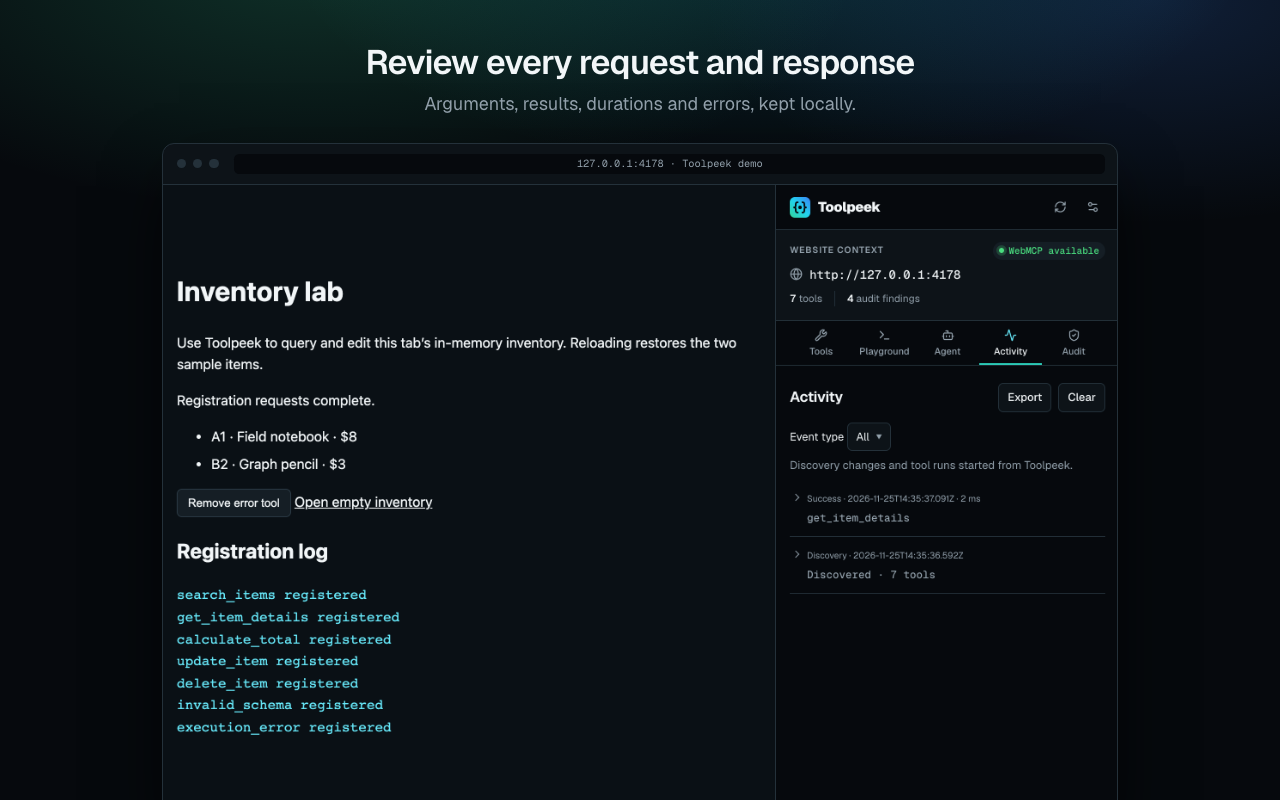 Review every request and response
Arguments, results, durations and errors, kept locally.
127.0.0.1:4178 · Toolpeek demo
Inventory lab
Use Toolpeek to query and edit this tab's in-memory inventory. Reloading restores the two
sample items.
Registration requests complete.
• A1 · Field notebook · $8
• B2 · Graph pencil · $3
Remove error tool Open empty inventory
Registration log
search_items registered
get_item_details registered
calculate_total registered
update_item registered
delete_item registered
invalid_schema registered
execution_error registered
Toolpeek
WEBSITE CONTEXT
WebMCP available
http://127.0.0.1:4178
7 tools 4 audit findings
Tools Playground Agent Activity Audit
Activity
Export Clear
Event type All
Discovery changes and tool runs started from Toolpeek.
Success · 2026-11-25T14:35:37.091Z · 2 ms
get_item_details
Discovery · 2026-11-25T14:35:36.592Z
Discovered · 7 tools